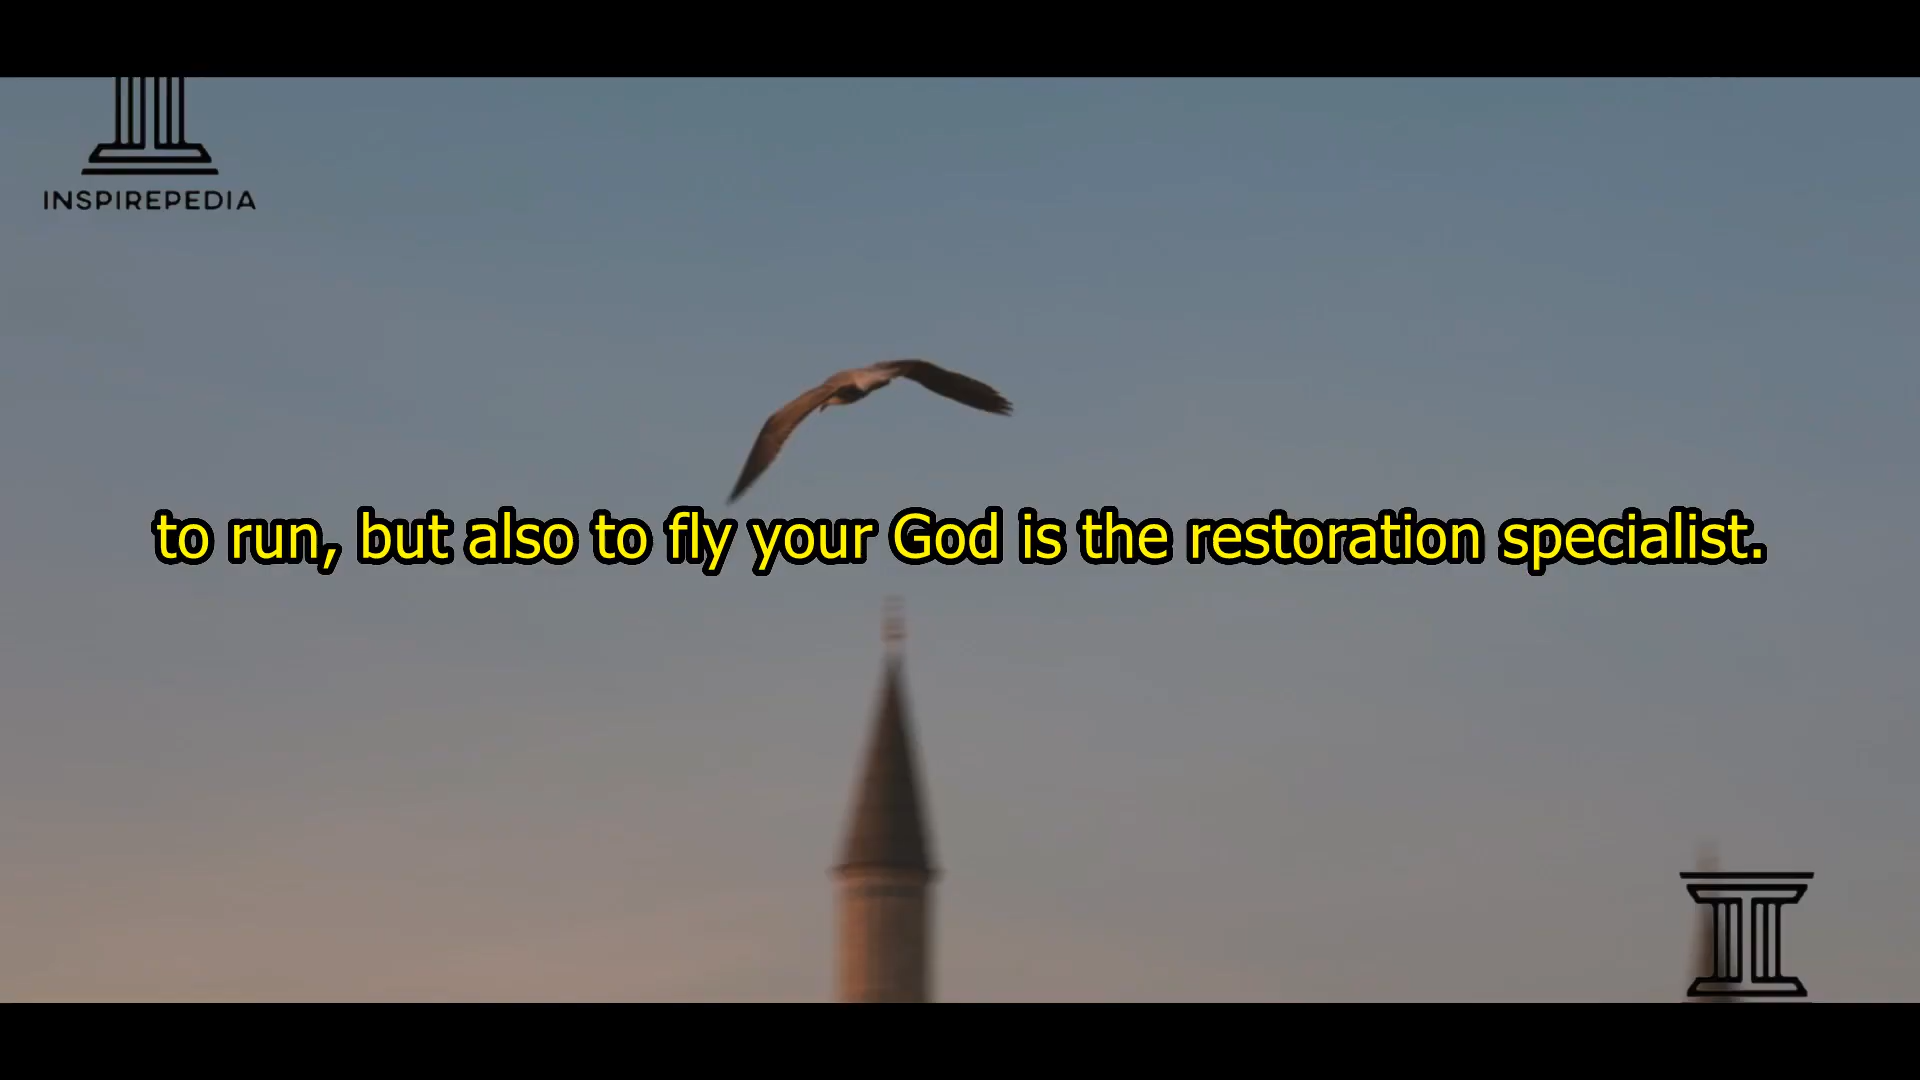 INSPIREPEDIA
to run, but also to fly your God is the restoration specialist.